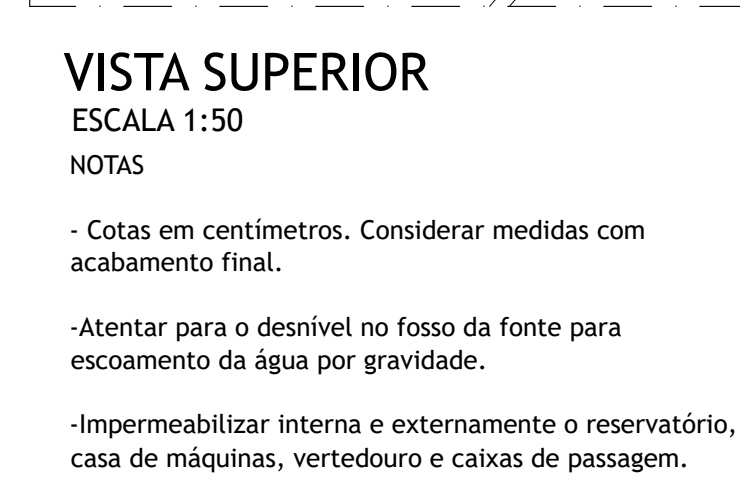 VISTA SUPERIOR
ESCALA 1:50
NOTAS
- Cotas em centímetros. Considerar medidas com
acabamento final.
-Atentar para o desnível no fosso da fonte para
escoamento da água por gravidade.
-Impermeabilizar interna e externamente o reservatório,
casa de máquinas, vertedouro e caixas de passagem.